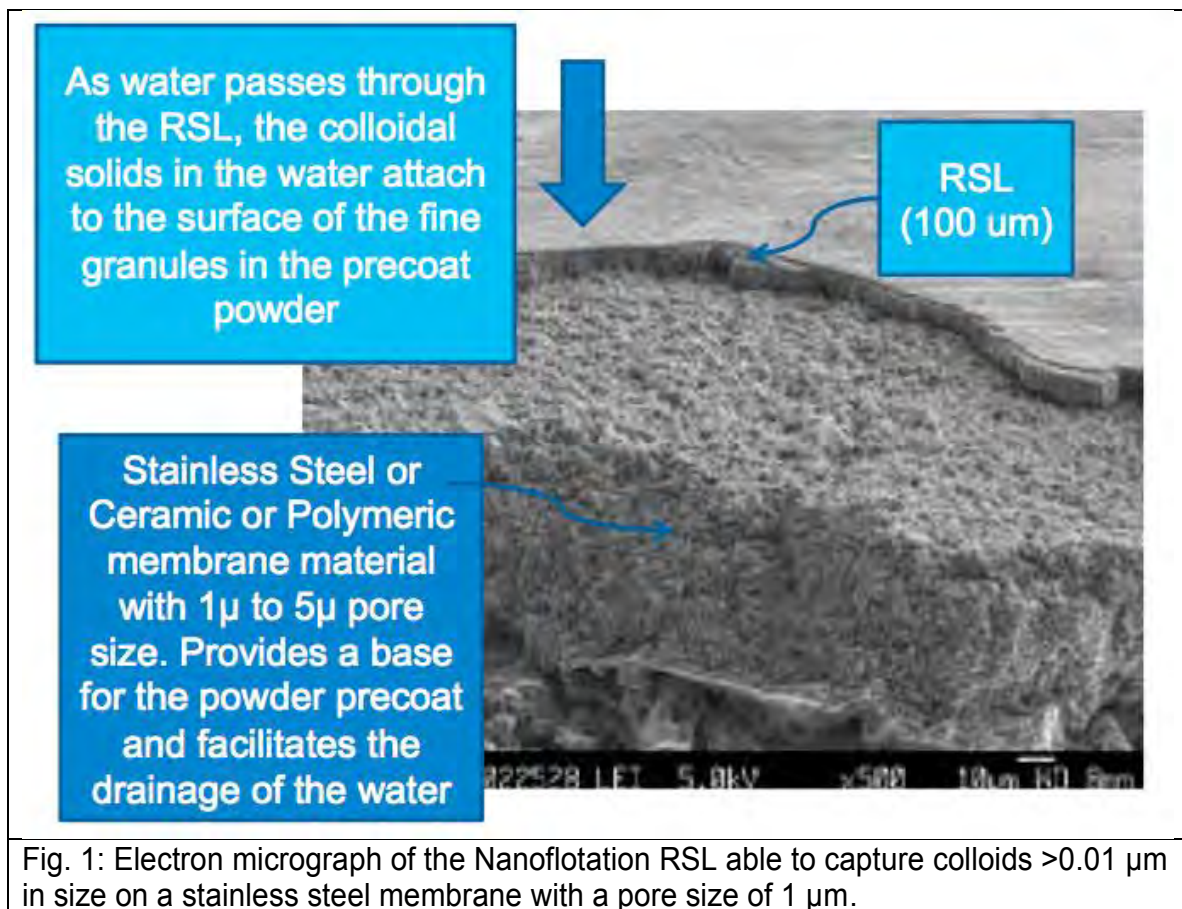 As water passes through
the RSL, the colloidal
solids in the water attach
to the surface of the fine
granules in the precoat
powder
RSL
(100 um)
Stainless Steel or
Ceramic or Polymeric
membrane material
with 1µ to 5µ pore
size. Provides a base
for the powder precoat
and facilitates the
drainage of the water
022528 LEI 5.0kV x500 10µm WD 8mm
Fig. 1: Electron micrograph of the Nanoflotation RSL able to capture colloids >0.01 µm
in size on a stainless steel membrane with a pore size of 1 µm.